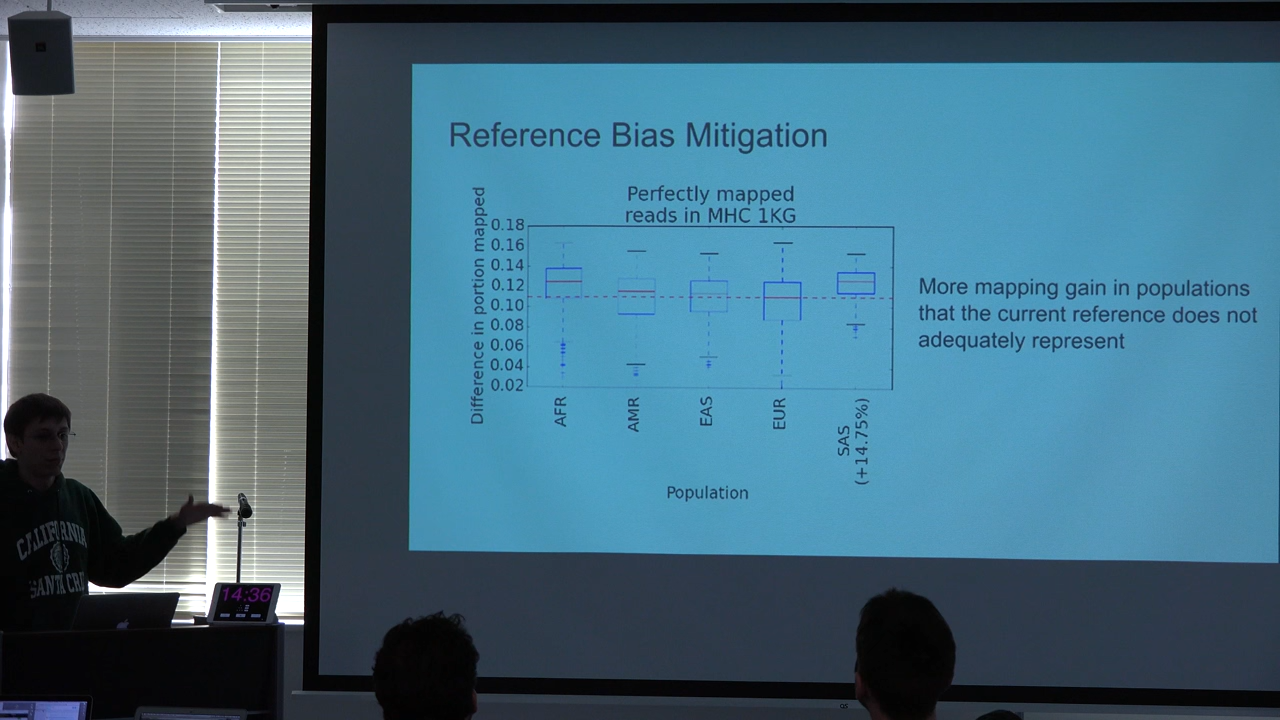 Reference Bias Mitigation
Perfectly mapped
reads in MHC 1KG
Difference in portion mapped
0.18
0.16
0.14
0.12
0.10
0.08
0.06
0.04
0.02
AFR
AMR
EAS
EUR
SAS
(+14.75%)
Population
More mapping gain in populations
that the current reference does not
adequately represent
CALIFORNIA
SANTA CRU
14:36